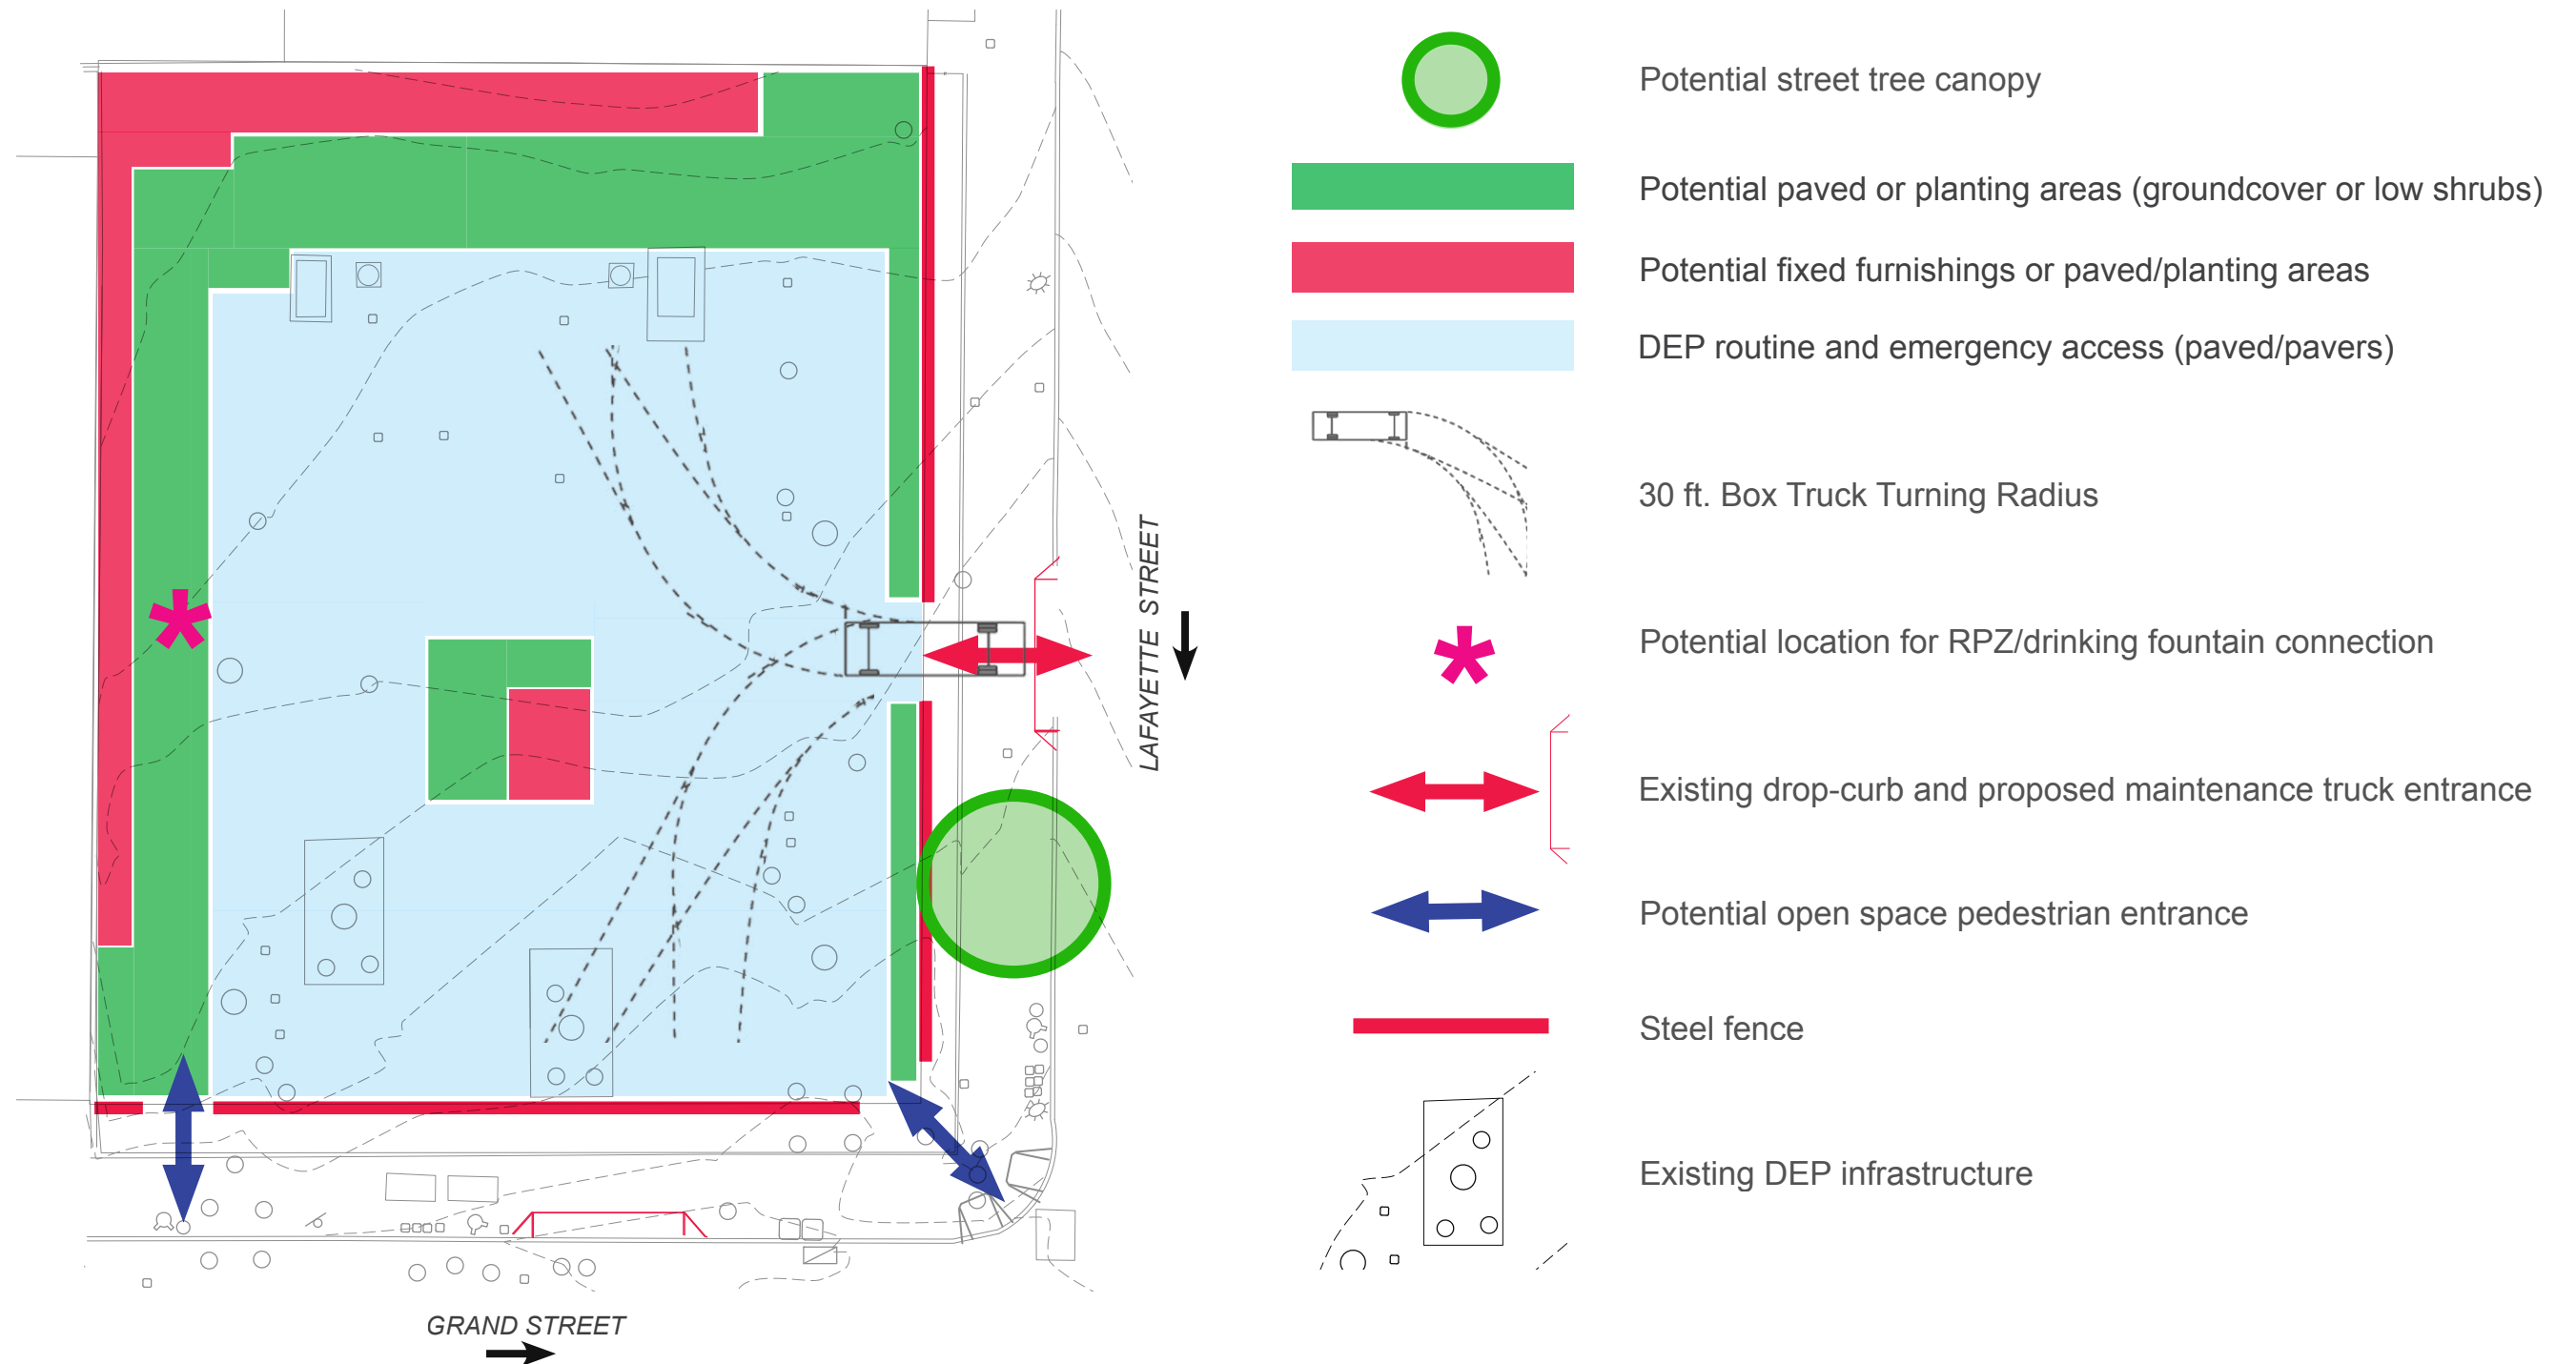 Potential street tree canopy
Potential paved or planting areas (groundcover or low shrubs)
Potential fixed furnishings or paved/planting areas
DEP routine and emergency access (paved/pavers)
30 ft. Box Truck Turning Radius
Potential location for RPZ/drinking fountain connection
Existing drop-curb and proposed maintenance truck entrance
Potential open space pedestrian entrance
Steel fence
Existing DEP infrastructure
LAFAYETTE STREET
GRAND STREET